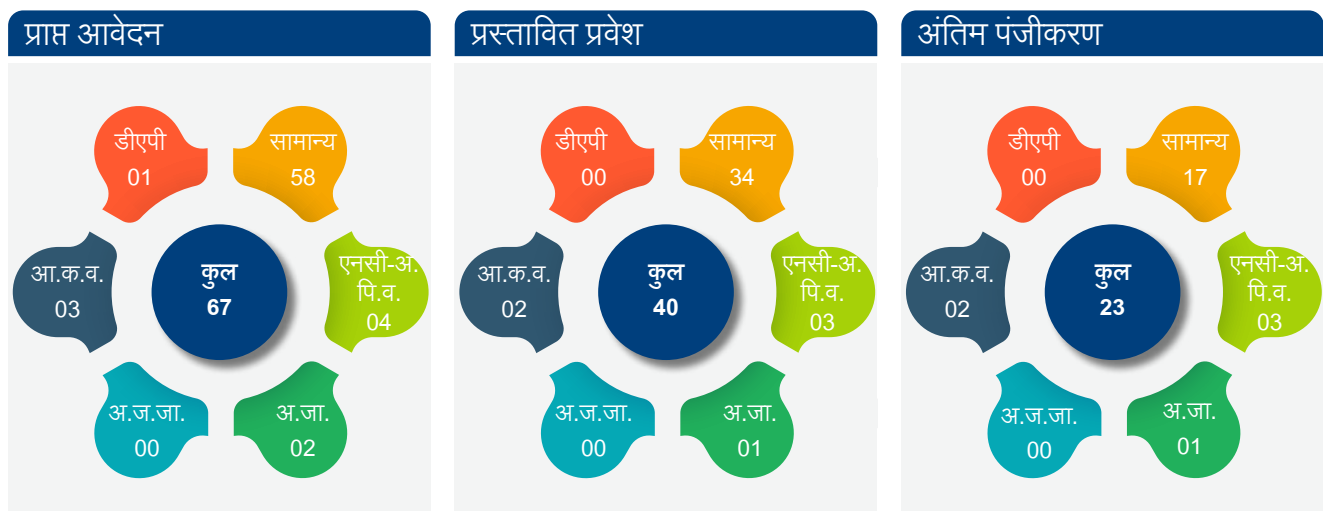 प्राप्त आवेदन
डीएपी
01
सामान्य
58
आ.क.व.
03
कुल
67
एनसी-अ.
पि.व.
04
अ.ज.जा.
00
अ.जा.
02
प्रस्तावित प्रवेश
डीएपी
00
सामान्य
34
आ.क.व.
02
कुल
40
एनसी-अ.
पि.व.
03
अ.ज.जा.
00
अ.जा.
01
अंतिम पंजीकरण
डीएपी
00
सामान्य
17
आ.क.व.
02
कुल
23
एनसी-अ.
पि.व.
03
अ.ज.जा.
00
अ.जा.
01